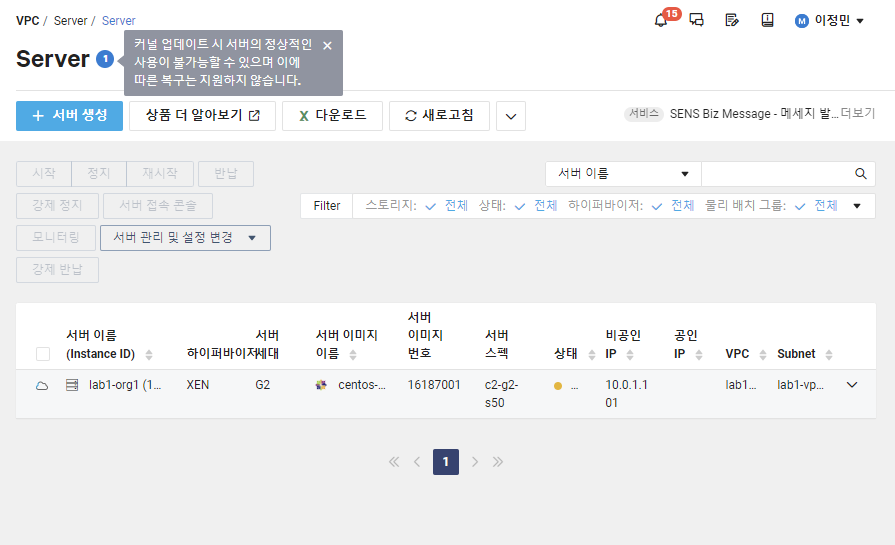 VPC / Server / Server
15
M 이정민
Server 1
커널 업데이트 시 서버의 정상적인
사용이 불가능할 수 있으며 이에
따른 복구는 지원하지 않습니다.
+ 서버 생성
상품 더 알아보기
다운로드
새로고침
서비스 SENS Biz Message - 메세지 발... 더보기
시작 정지 재시작 반납
서버 이름
강제 정지 서버 접속 콘솔
Filter 스토리지: 전체 상태: 전체 하이퍼바이저: 전체 물리 배치 그룹: 전체
모니터링 서버 관리 및 설정 변경
강제 반납
서버 이름
(Instance ID)
하이퍼바이저
서버
세대
서버 이미지
이름
서버
이미지
번호
서버
스펙
상태
비공인
IP
공인
IP
VPC
Subnet
lab1-org1 (1...
XEN
G2
centos-...
16187001
c2-g2-
s50
...
10.0.1.1
01
lab1...
lab1-vp...
1